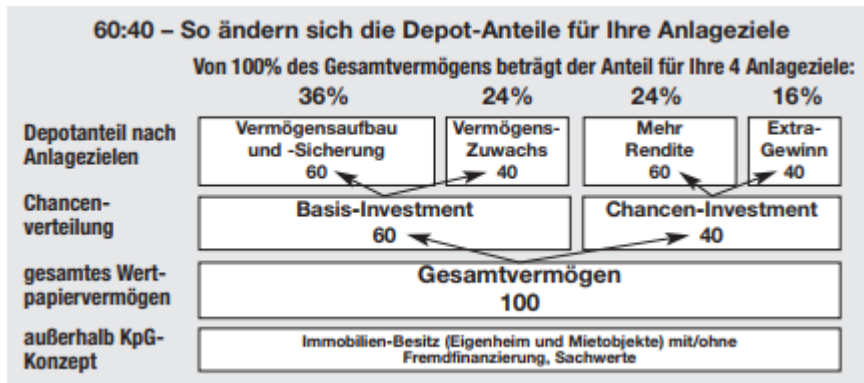 60:40 – So ändern sich die Depot-Anteile für Ihre Anlageziele
Von 100% des Gesamtvermögens beträgt der Anteil für Ihre 4 Anlageziele:
36% 24% 24% 16%
Depotanteil nach
Anlagezielen
Vermögensaufbau
und -Sicherung
60
Vermögens-
Zuwachs
40
Mehr
Rendite
60
Extra-
Gewinn
40
Chancen-
verteilung
Basis-Investment
60
Chancen-Investment
40
gesamtes Wert-
papiervermögen
Gesamtvermögen
100
außerhalb KpG-
Konzept
Immobilien-Besitz (Eigenheim und Mietobjekte) mit/ohne
Fremdfinanzierung, Sachwerte